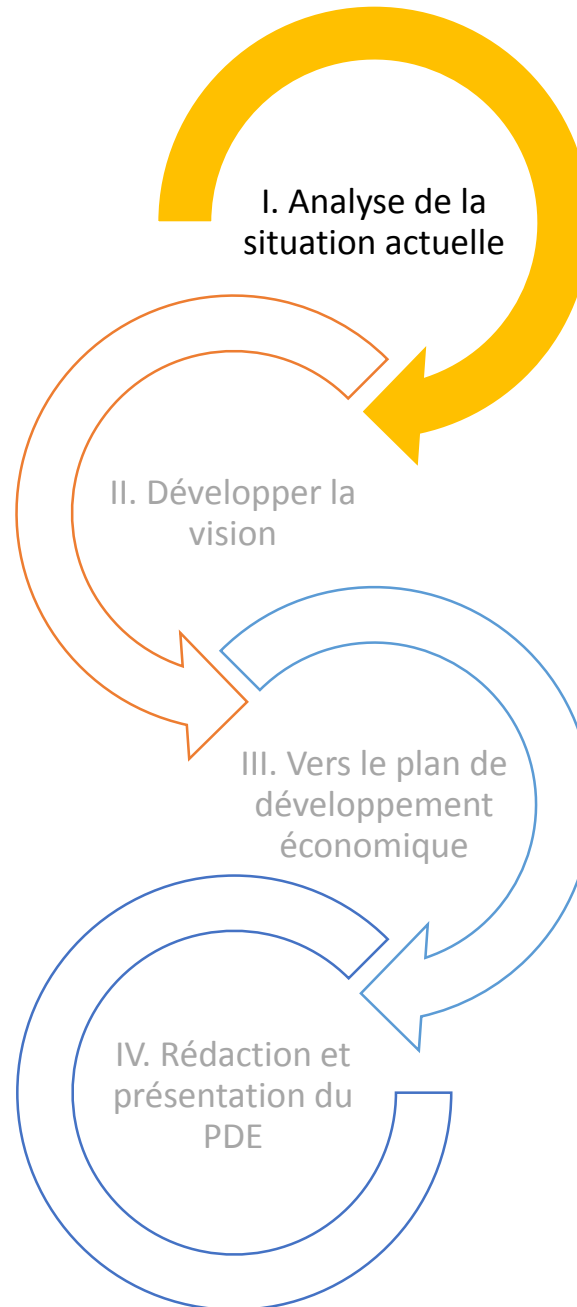 I. Analyse de la
situation actuelle
II. Développer la
vision
III. Vers le plan de
développement
économique
IV. Rédaction et
présentation du
PDE